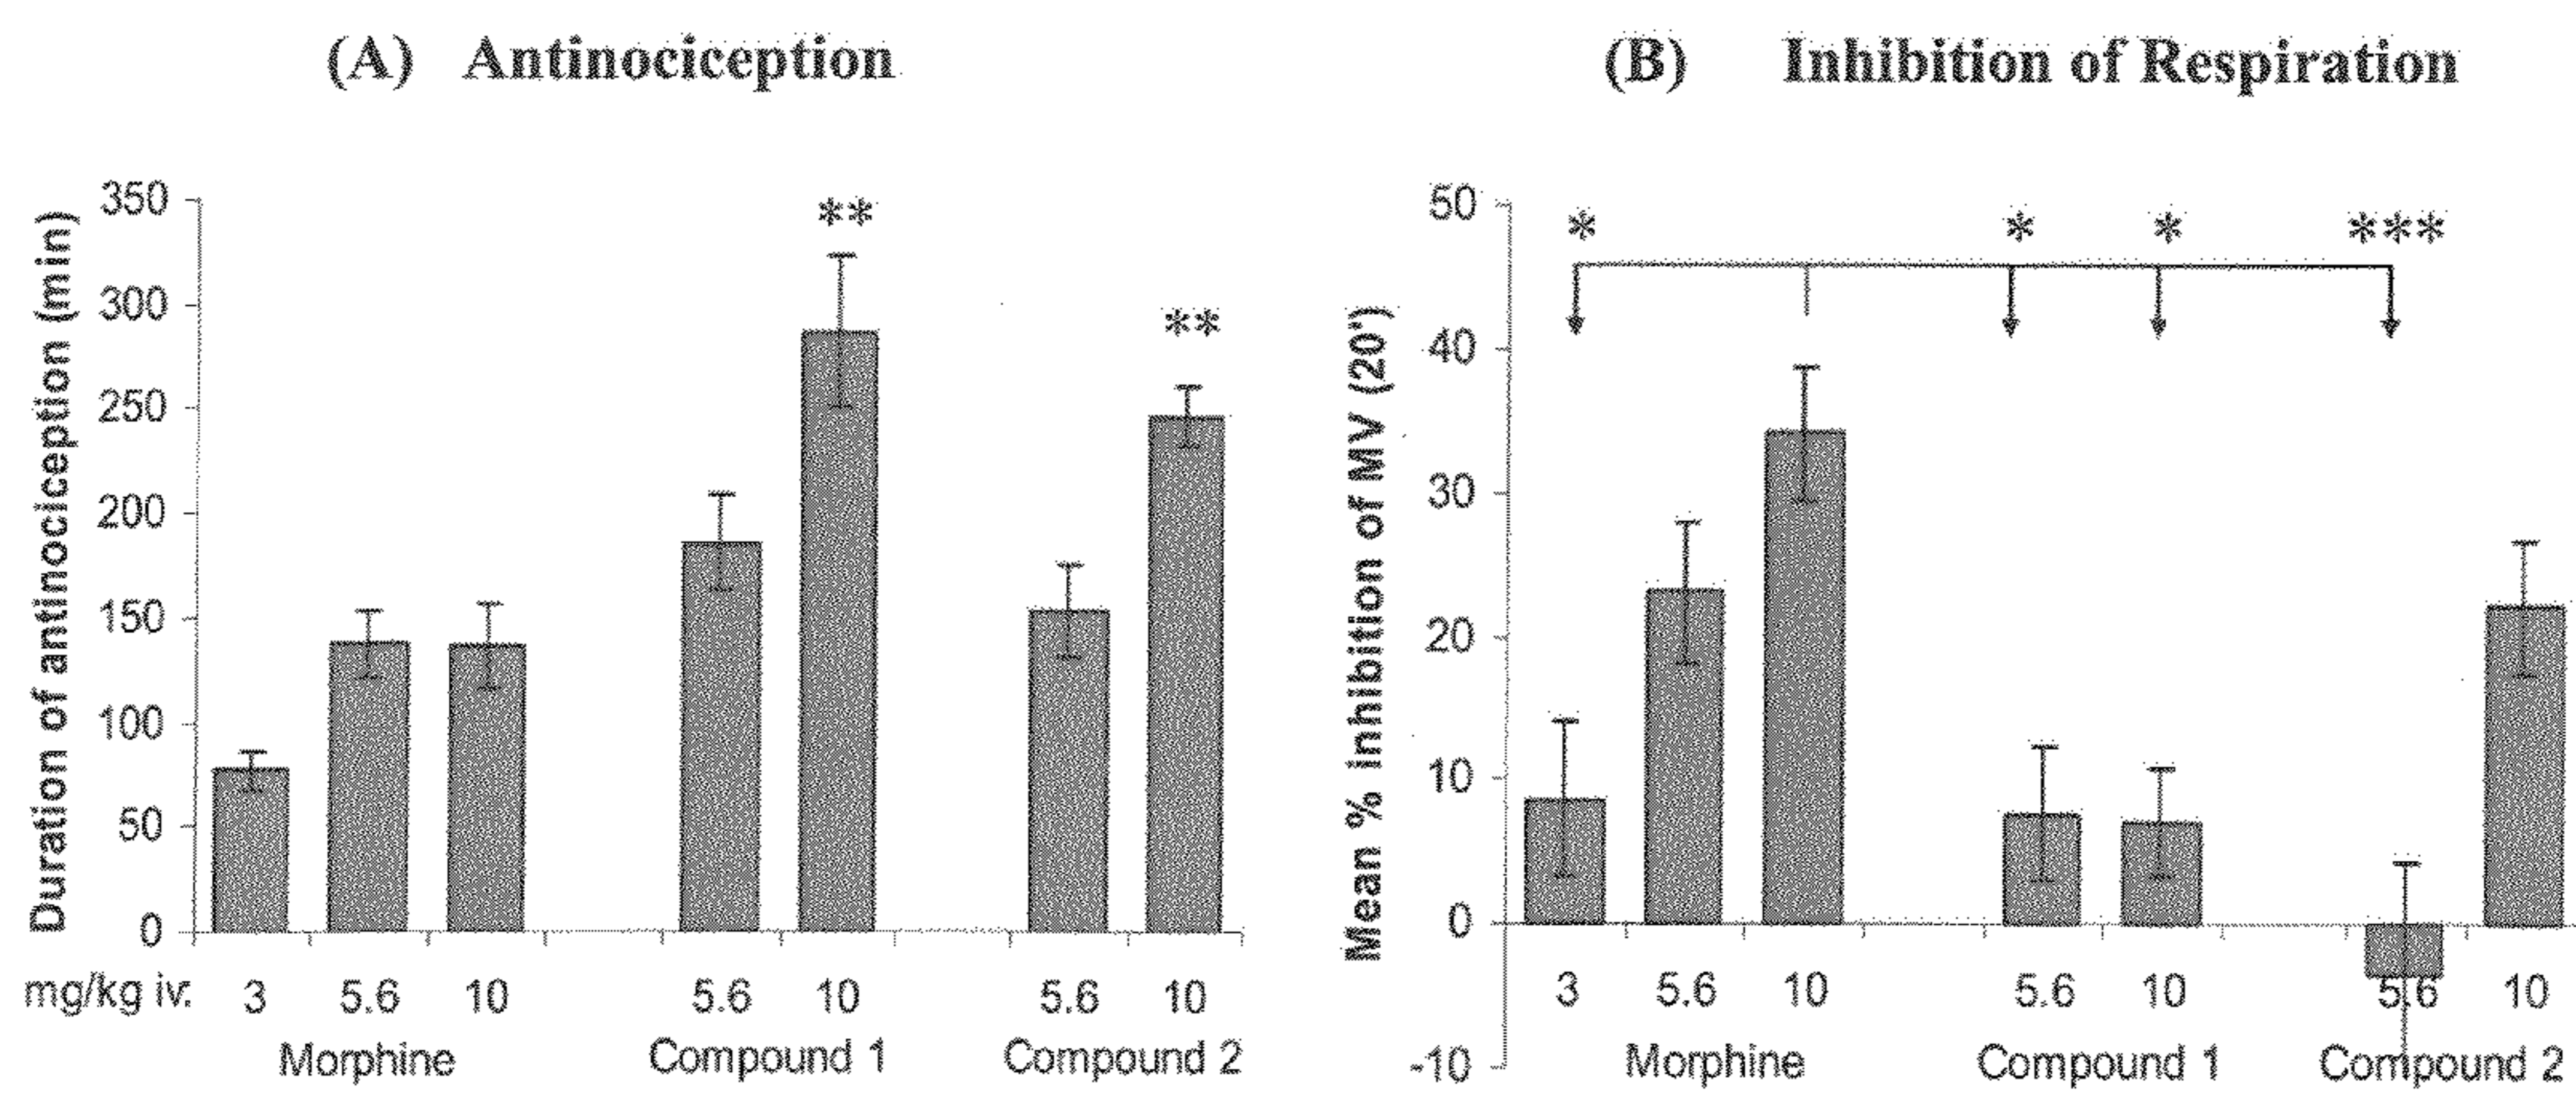 (A) Antinociception
Duration of antinociception (min)
350
300
250
200
150
100
50
0
**
**
mg/kg iv: 3 5.6 10 5.6 10 5.6 10
Morphine Compound 1 Compound 2
(B) Inhibition of Respiration
Mean % inhibition of MV (20')
50
40
30
20
10
0
-10
* * * ***
3 5.6 10 5.6 10 5.6 10
Morphine Compound 1 Compound 2